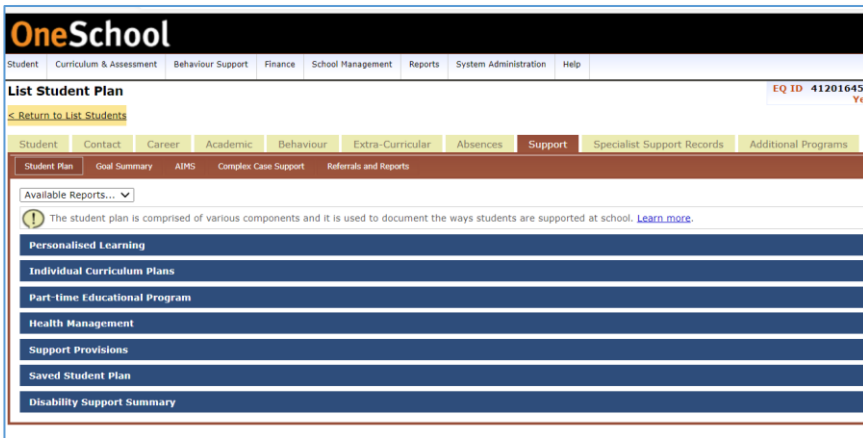 OneSchool
Student Curriculum & Assessment Behaviour Support Finance School Management Reports System Administration Help
List Student Plan EQ ID 41201645
Ye
< Return to List Students
Student Contact Career Academic Behaviour Extra-Curricular Absences Support Specialist Support Records Additional Programs
Student Plan Goal Summary AIMS Complex Case Support Referrals and Reports
Available Reports...
The student plan is comprised of various components and it is used to document the ways students are supported at school. Learn more.
Personalised Learning
Individual Curriculum Plans
Part-time Educational Program
Health Management
Support Provisions
Saved Student Plan
Disability Support Summary